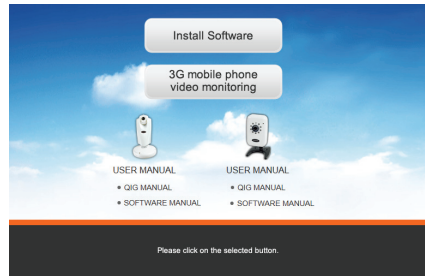 Install Software
3G mobile phone
video monitoring
USER MANUAL
• QIG MANUAL
• SOFTWARE MANUAL
USER MANUAL
• QIG MANUAL
• SOFTWARE MANUAL
Please click on the selected button.